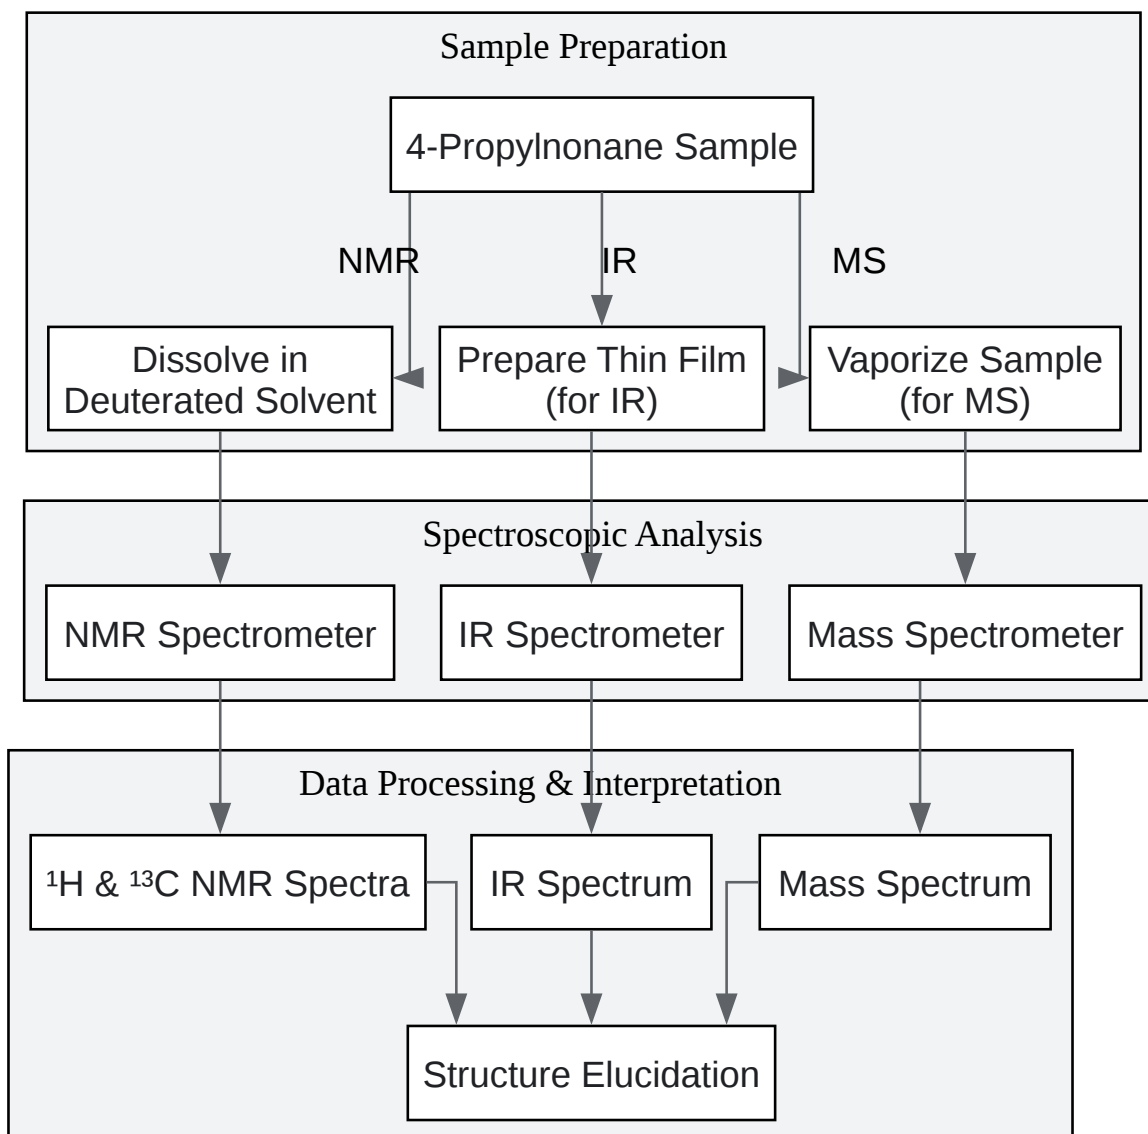 Sample Preparation
4-Propylnonane Sample
NMR
IR
MS
Dissolve in
Deuterated Solvent
Prepare Thin Film
(for IR)
Vaporize Sample
(for MS)
Spectroscopic Analysis
NMR Spectrometer
IR Spectrometer
Mass Spectrometer
Data Processing & Interpretation
¹H & ¹³C NMR Spectra
IR Spectrum
Mass Spectrum
Structure Elucidation